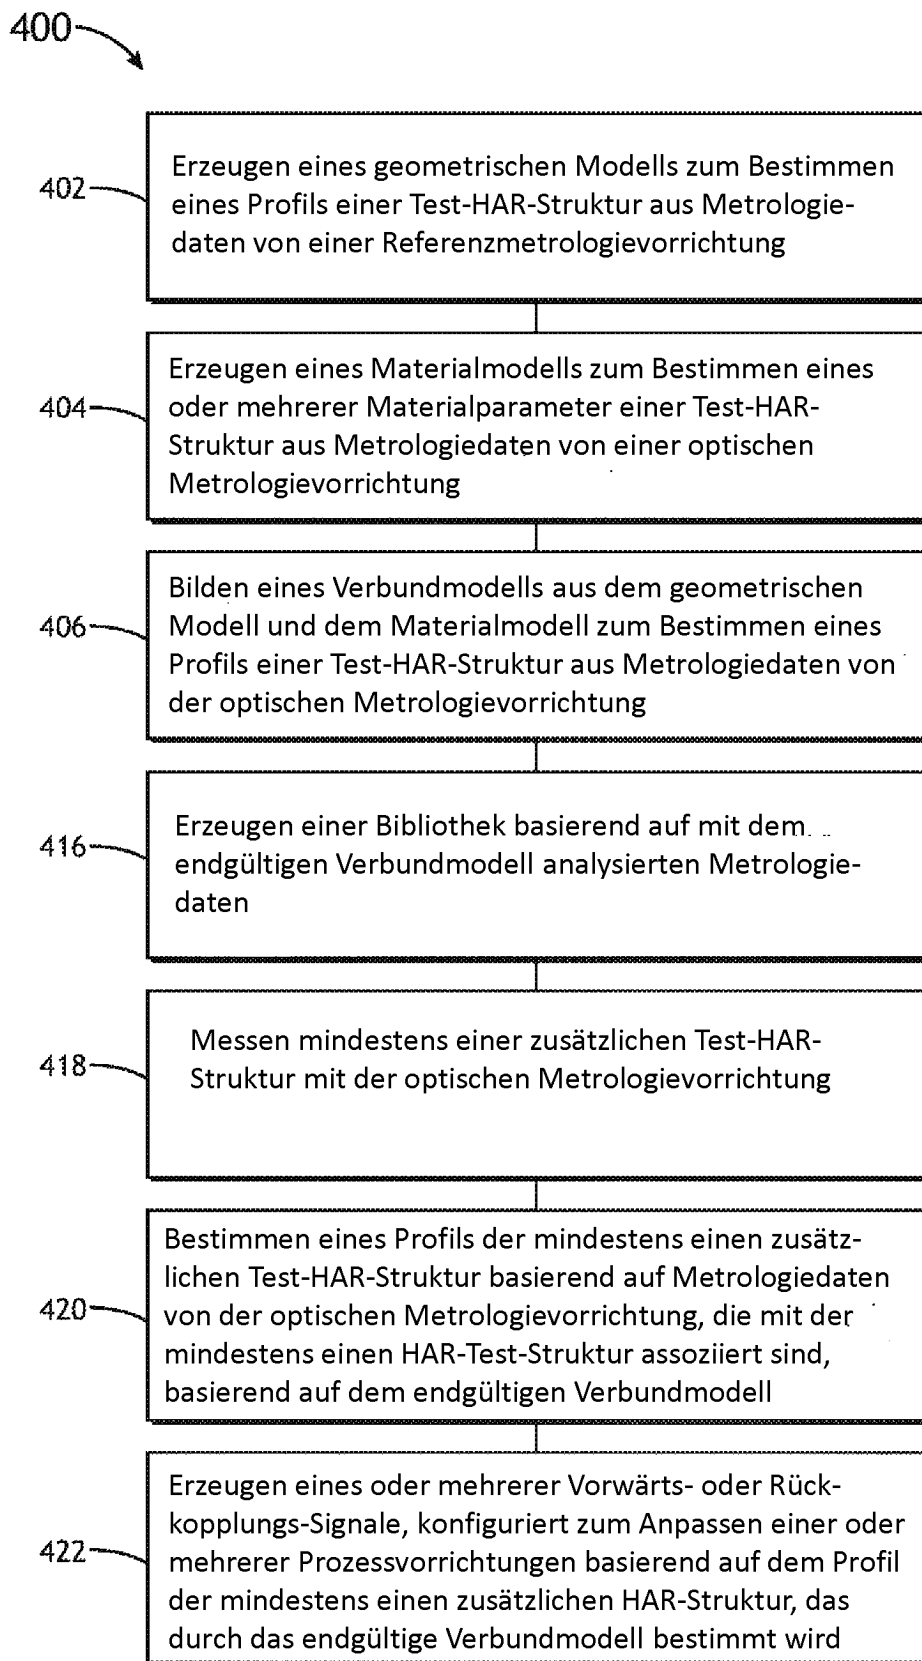 400
402
Erzeugen eines geometrischen Modells zum Bestimmen
eines Profils einer Test-HAR-Struktur aus Metrologie-
daten von einer Referenzmetrologievorrichtung
404
Erzeugen eines Materialmodells zum Bestimmen eines
oder mehrerer Materialparameter einer Test-HAR-
Struktur aus Metrologiedaten von einer optischen
Metrologievorrichtung
406
Bilden eines Verbundmodells aus dem geometrischen
Modell und dem Materialmodell zum Bestimmen eines
Profils einer Test-HAR-Struktur aus Metrologiedaten von
der optischen Metrologievorrichtung
416
Erzeugen einer Bibliothek basierend auf mit dem
endgültigen Verbundmodell analysierten Metrologie-
daten
418
Messen mindestens einer zusätzlichen Test-HAR-
Struktur mit der optischen Metrologievorrichtung
420
Bestimmen eines Profils der mindestens einen zusätz-
lichen Test-HAR-Struktur basierend auf Metrologiedaten
von der optischen Metrologievorrichtung, die mit der
mindestens einen HAR-Test-Struktur assoziiert sind,
basierend auf dem endgültigen Verbundmodell
422
Erzeugen eines oder mehrerer Vorwärts- oder Rück-
kopplungs-Signale, konfiguriert zum Anpassen einer oder
mehrerer Prozessvorrichtungen basierend auf dem Profil
der mindestens einen zusätzlichen HAR-Struktur, das
durch das endgültige Verbundmodell bestimmt wird